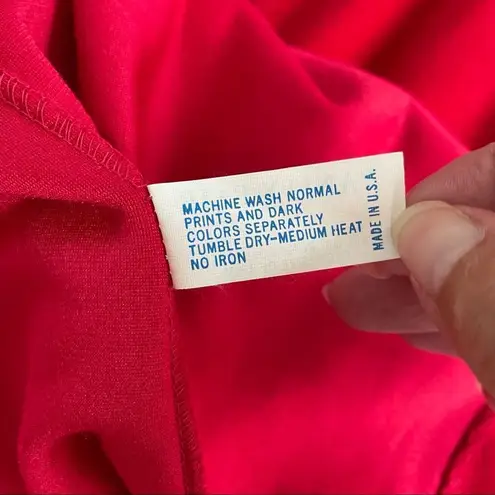 MACHINE WASH NORMAL
PRINTS AND DARK
COLORS SEPARATELY
TUMBLE DRY-MEDIUM HEAT
NO IRON
MADE IN U.S.A.